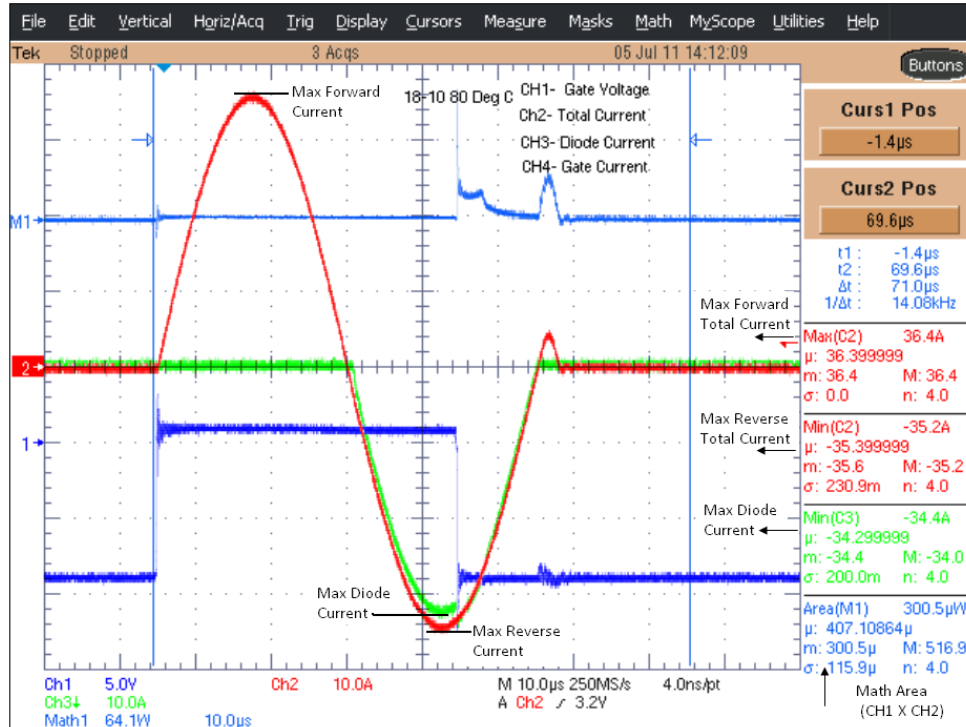 File Edit Vertical Horiz/Acq Trig Display Cursors Measure Masks Math MyScope Utilities Help
Tek Stopped 3 Acqs 05 Jul 11 14:12:09
Buttons
Max Forward
Current
18-10 80 Deg C
CH1- Gate Voltage
Ch2- Total Current
CH3- Diode Current
CH4- Gate Current
Curs1 Pos
-1.4µs
Curs2 Pos
69.6µs
t1 : -1.4µs
t2 : 69.6µs
Δt : 71.0µs
1/Δt : 14.08kHz
M1
2
1
Max Forward
Total Current
Max(C2) 36.4A
µ: 36.399999
m: 36.4 M: 36.4
σ: 0.0 n: 4.0
Max Reverse
Total Current
Min(C2) -35.2A
µ: -35.399999
m: -35.6 M: -35.2
σ: 230.9m n: 4.0
Max Diode
Current
Min(C3) -34.4A
µ: -34.299999
m: -34.4 M: -34.0
σ: 200.0m n: 4.0
Max Diode
Current
Max Reverse
Current
Area(M1) 300.5µW
µ: 407.10864µ
m: 300.5µ M: 516.9
σ: 115.9µ n: 4.0
Math Area
(CH1 X CH2)
Ch1 5.0V Ch2 10.0A M 10.0µs 250MS/s 4.0ns/pt
Ch3↓ 10.0A A Ch2 ∕ 3.2V
Math1 64.1W 10.0µs